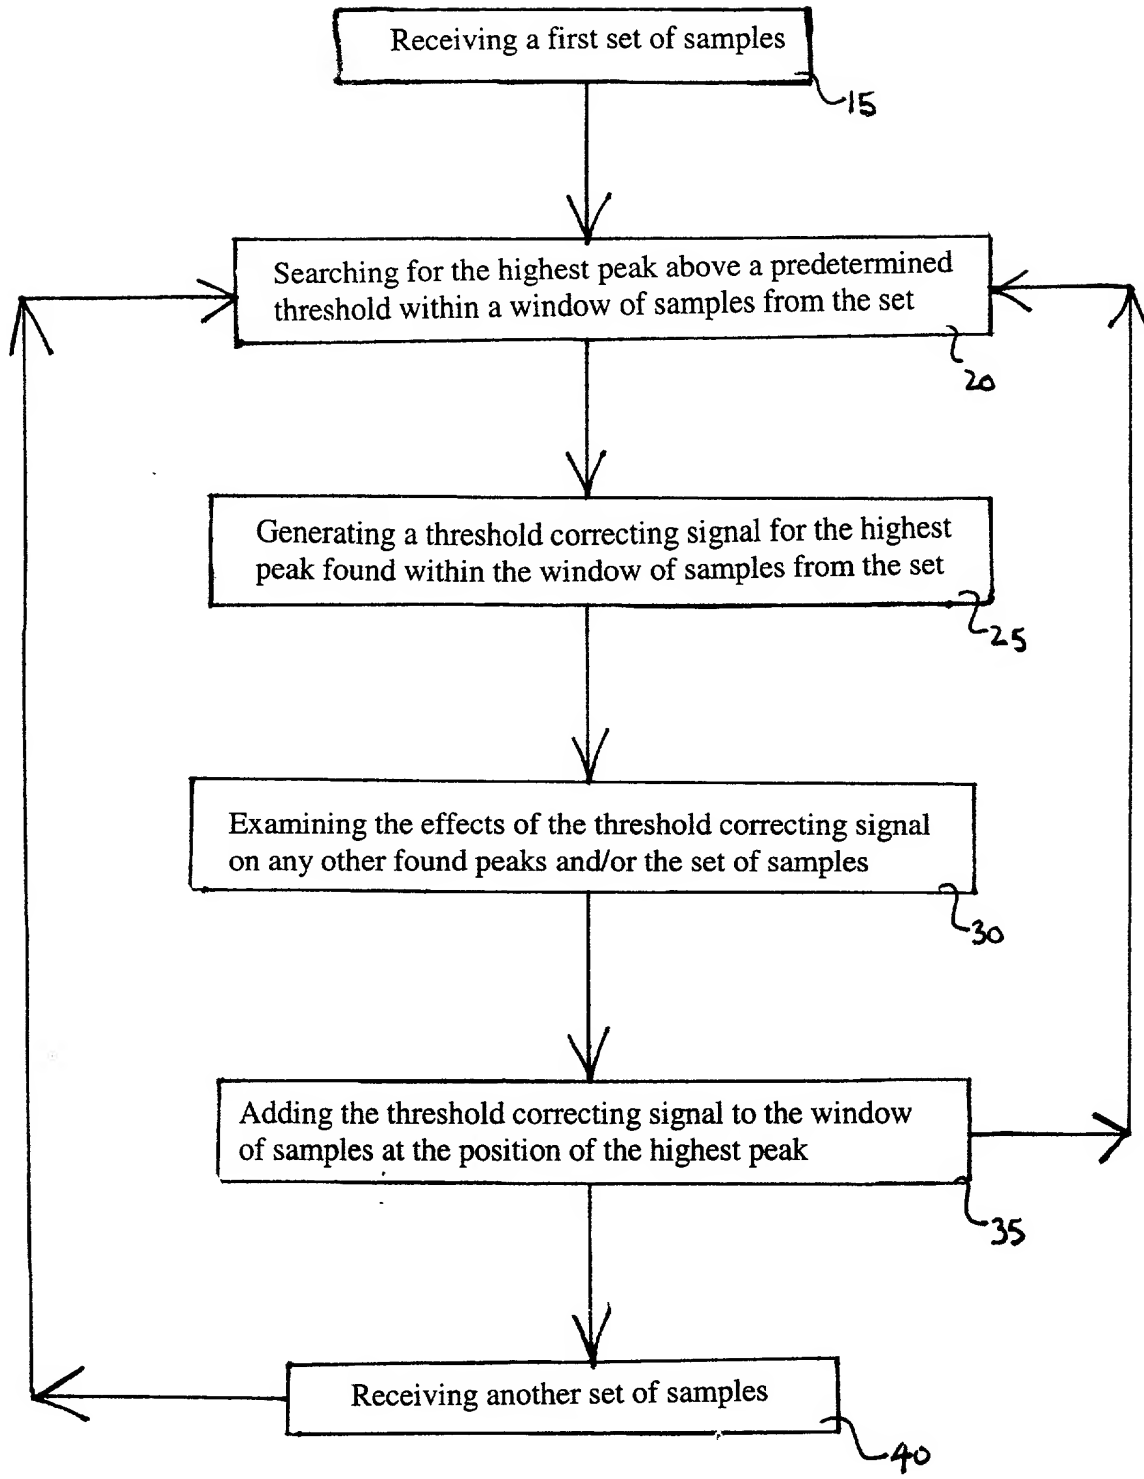 Receiving a first set of samples
15
Searching for the highest peak above a predetermined
threshold within a window of samples from the set
20
Generating a threshold correcting signal for the highest
peak found within the window of samples from the set
25
Examining the effects of the threshold correcting signal
on any other found peaks and/or the set of samples
30
Adding the threshold correcting signal to the window
of samples at the position of the highest peak
35
Receiving another set of samples
40